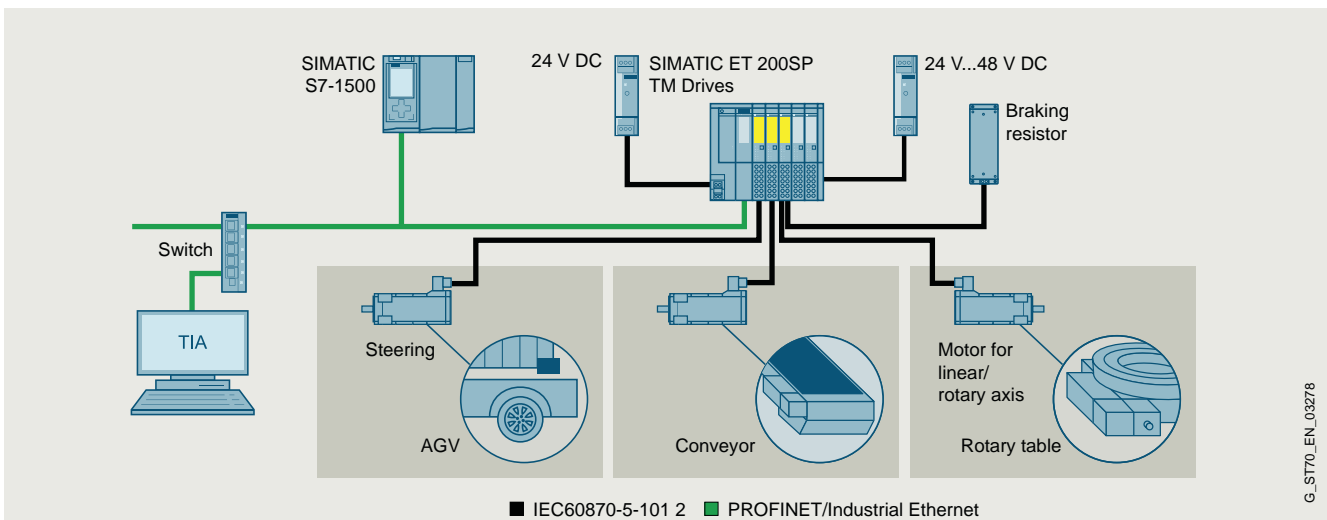 SIMATIC
S7-1500
24 V DC
SIMATIC ET 200SP
TM Drives
24 V...48 V DC
Braking
resistor
Switch
TIA
Steering
AGV
Conveyor
Motor for
linear/
rotary axis
Rotary table
IEC60870-5-101 2
PROFINET/Industrial Ethernet
G_ST70_EN_03278